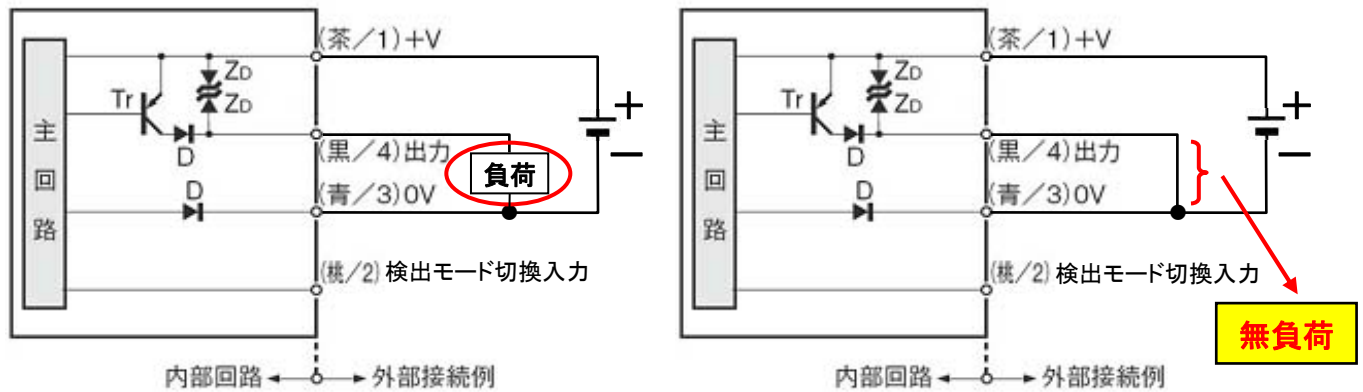 (茶/1)+V
ZD
ZD
Tr
D
主回路
(黒/4)出力
負荷
D
(青/3)0V
(桃/2)検出モード切換入力
内部回路
外部接続例
+
−
(茶/1)+V
ZD
ZD
Tr
D
主回路
(黒/4)出力
D
(青/3)0V
(桃/2)検出モード切換入力
無負荷
内部回路
外部接続例
+
−